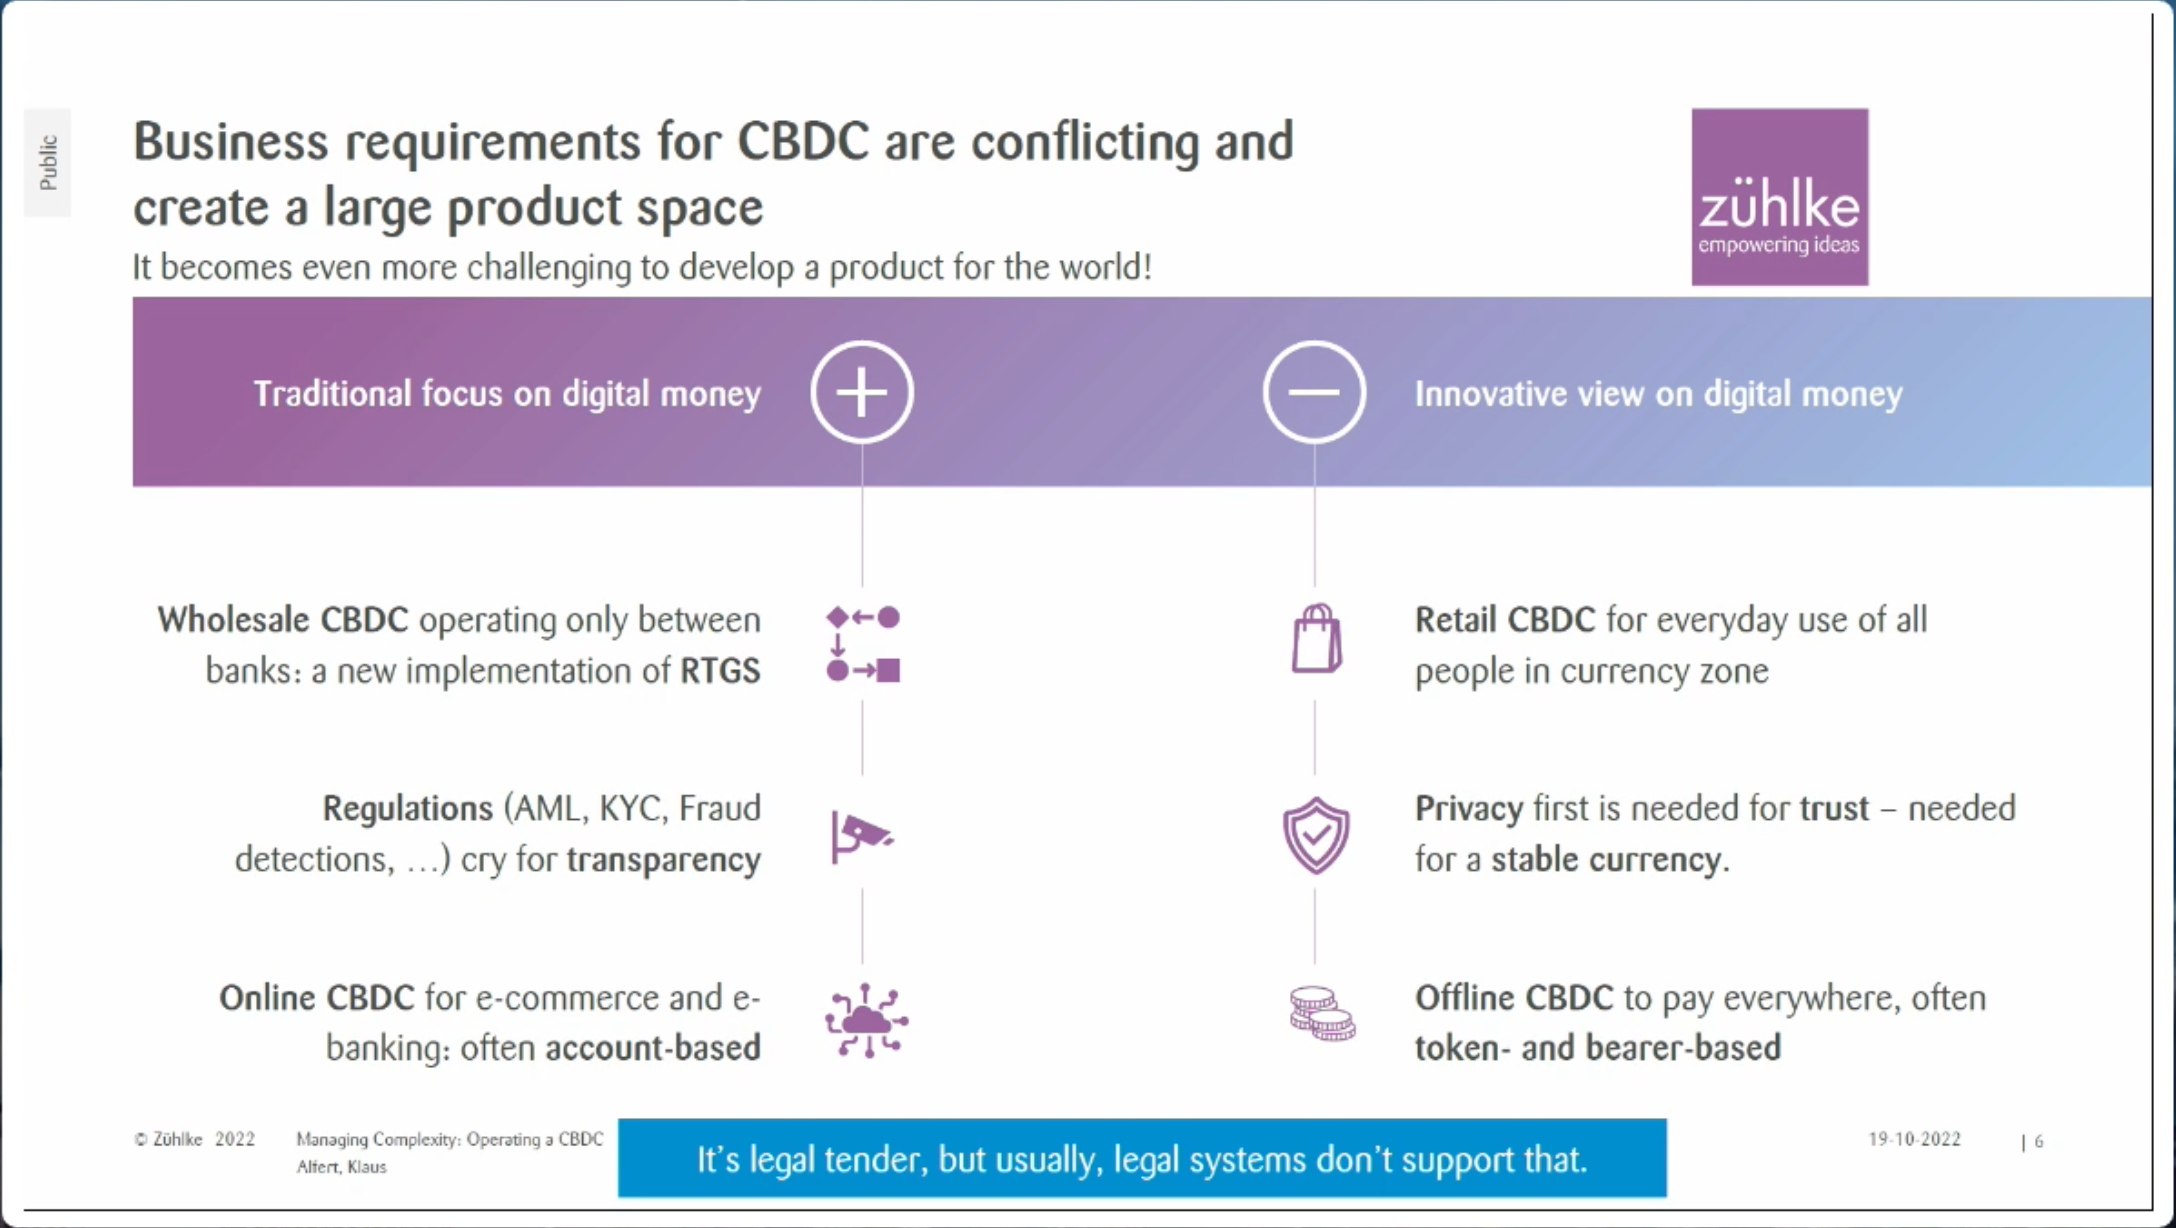 Public
Business requirements for CBDC are conflicting and
create a large product space
It becomes even more challenging to develop a product for the world!
zühlke
empowering ideas
Traditional focus on digital money
Innovative view on digital money
Wholesale CBDC operating only between
banks: a new implementation of RTGS
Retail CBDC for everyday use of all
people in currency zone
Regulations (AML, KYC, Fraud
detections, …) cry for transparency
Privacy first is needed for trust – needed
for a stable currency.
Online CBDC for e-commerce and e-
banking: often account-based
Offline CBDC to pay everywhere, often
token- and bearer-based
© Zühlke 2022
Managing Complexity: Operating a CBDC
Alfert, Klaus
It's legal tender, but usually, legal systems don't support that.
19-10-2022
| 6